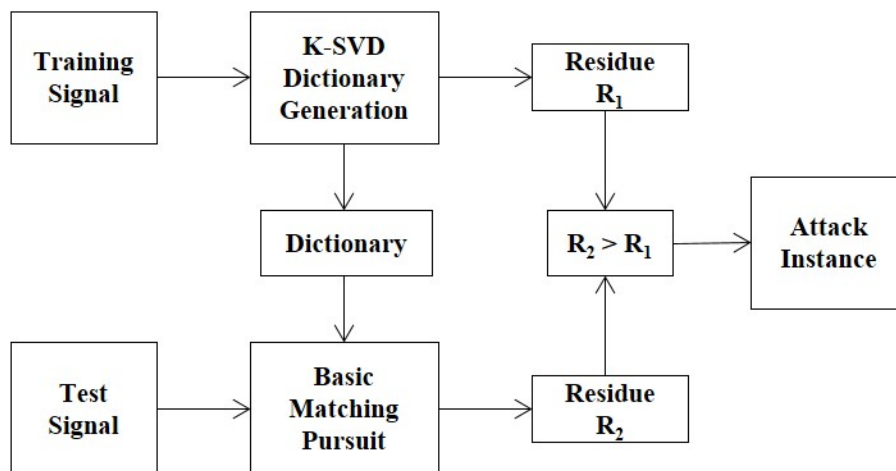 Training
Signal
K-SVD
Dictionary
Generation
Residue
R₁
Dictionary
R₂ > R₁
Attack
Instance
Test
Signal
Basic
Matching
Pursuit
Residue
R₂